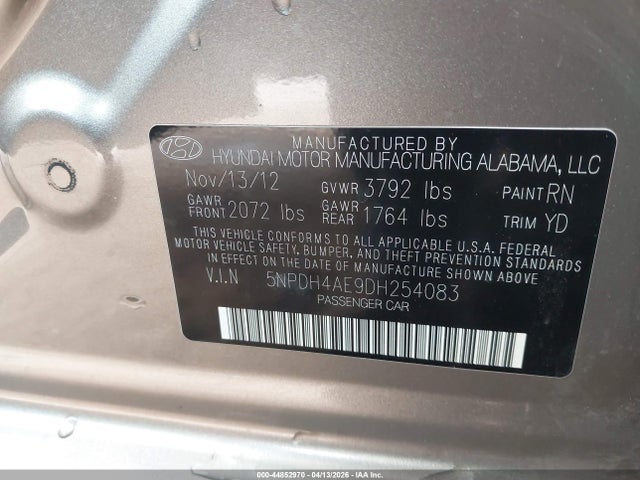 MANUFACTURED BY
HYUNDAI MOTOR MANUFACTURING ALABAMA, LLC
Nov/13/12 GVWR 3792 lbs PAINT RN
GAWR FRONT 2072 lbs GAWR REAR 1764 lbs TRIM YD
THIS VEHICLE CONFORMS TO ALL APPLICABLE U.S.A. FEDERAL
MOTOR VEHICLE SAFETY, BUMPER, AND THEFT PREVENTION STANDARDS
IN EFFECT ON THE DATE OF MANUFACTURE SHOWN ABOVE.
V.I.N 5NPDH4AE9DH254083
PASSENGER CAR
000-44852970 - 04/13/2026 - IAA Inc.